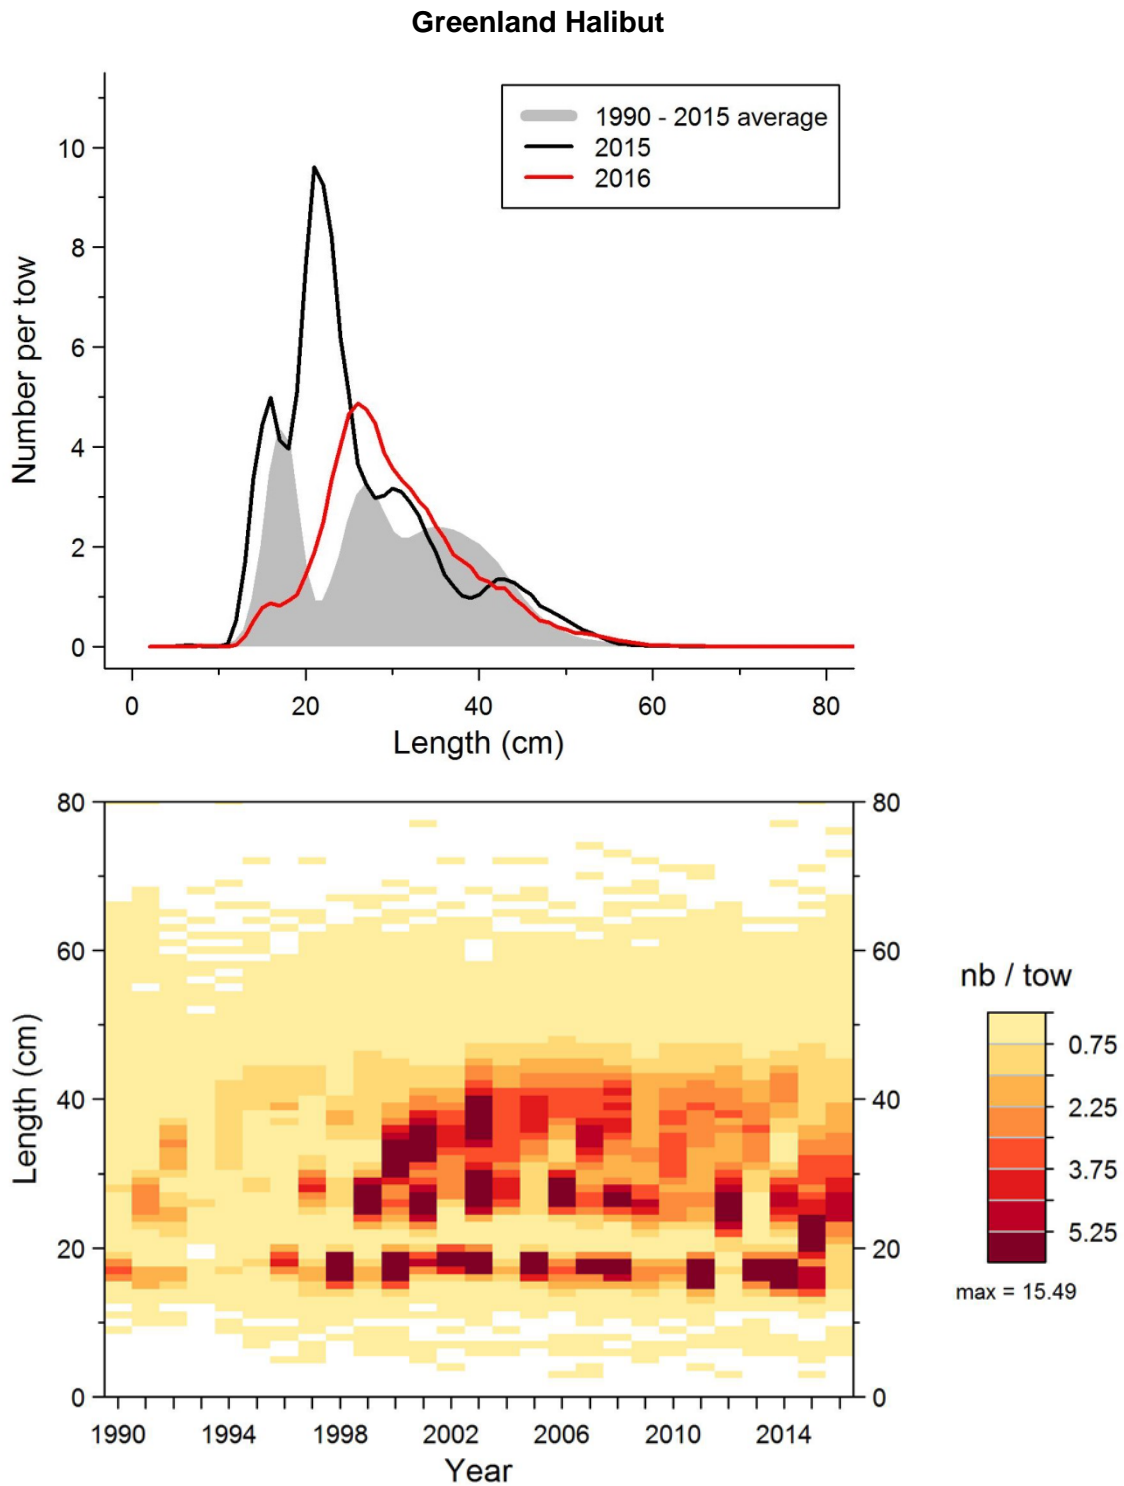 Greenland Halibut
1990 - 2015 average
2015
2016
Number per tow
10
8
6
4
2
0
0 20 40 60 80
Length (cm)
80 80
60 60
40 40
20 20
0 0
Length (cm)
1990 1994 1998 2002 2006 2010 2014
Year
nb / tow
0.75
2.25
3.75
5.25
max = 15.49